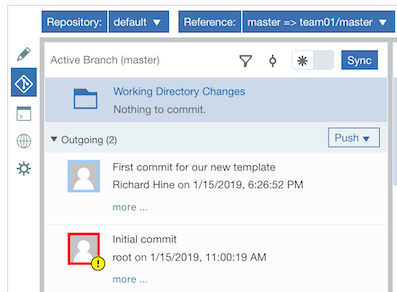 Repository: default ▼ Reference: master => team01/master ▼
Active Branch (master) Sync
Working Directory Changes
Nothing to commit.
▼ Outgoing (2) Push ▼
First commit for our new template
Richard Hine on 1/15/2019, 6:26:52 PM
more ...
Initial commit
root on 1/15/2019, 11:00:19 AM
more ...